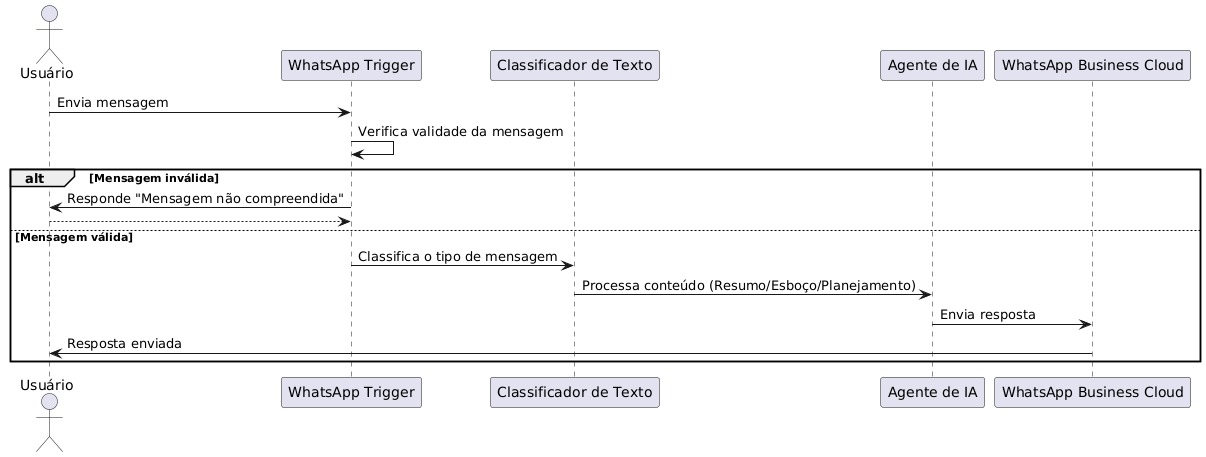 Usuário
WhatsApp Trigger
Classificador de Texto
Agente de IA
WhatsApp Business Cloud
Envia mensagem
Verifica validade da mensagem
alt
[Mensagem inválida]
Responde "Mensagem não compreendida"
[Mensagem válida]
Classifica o tipo de mensagem
Processa conteúdo (Resumo/Esboço/Planejamento)
Envia resposta
Resposta enviada
Usuário
WhatsApp Trigger
Classificador de Texto
Agente de IA
WhatsApp Business Cloud